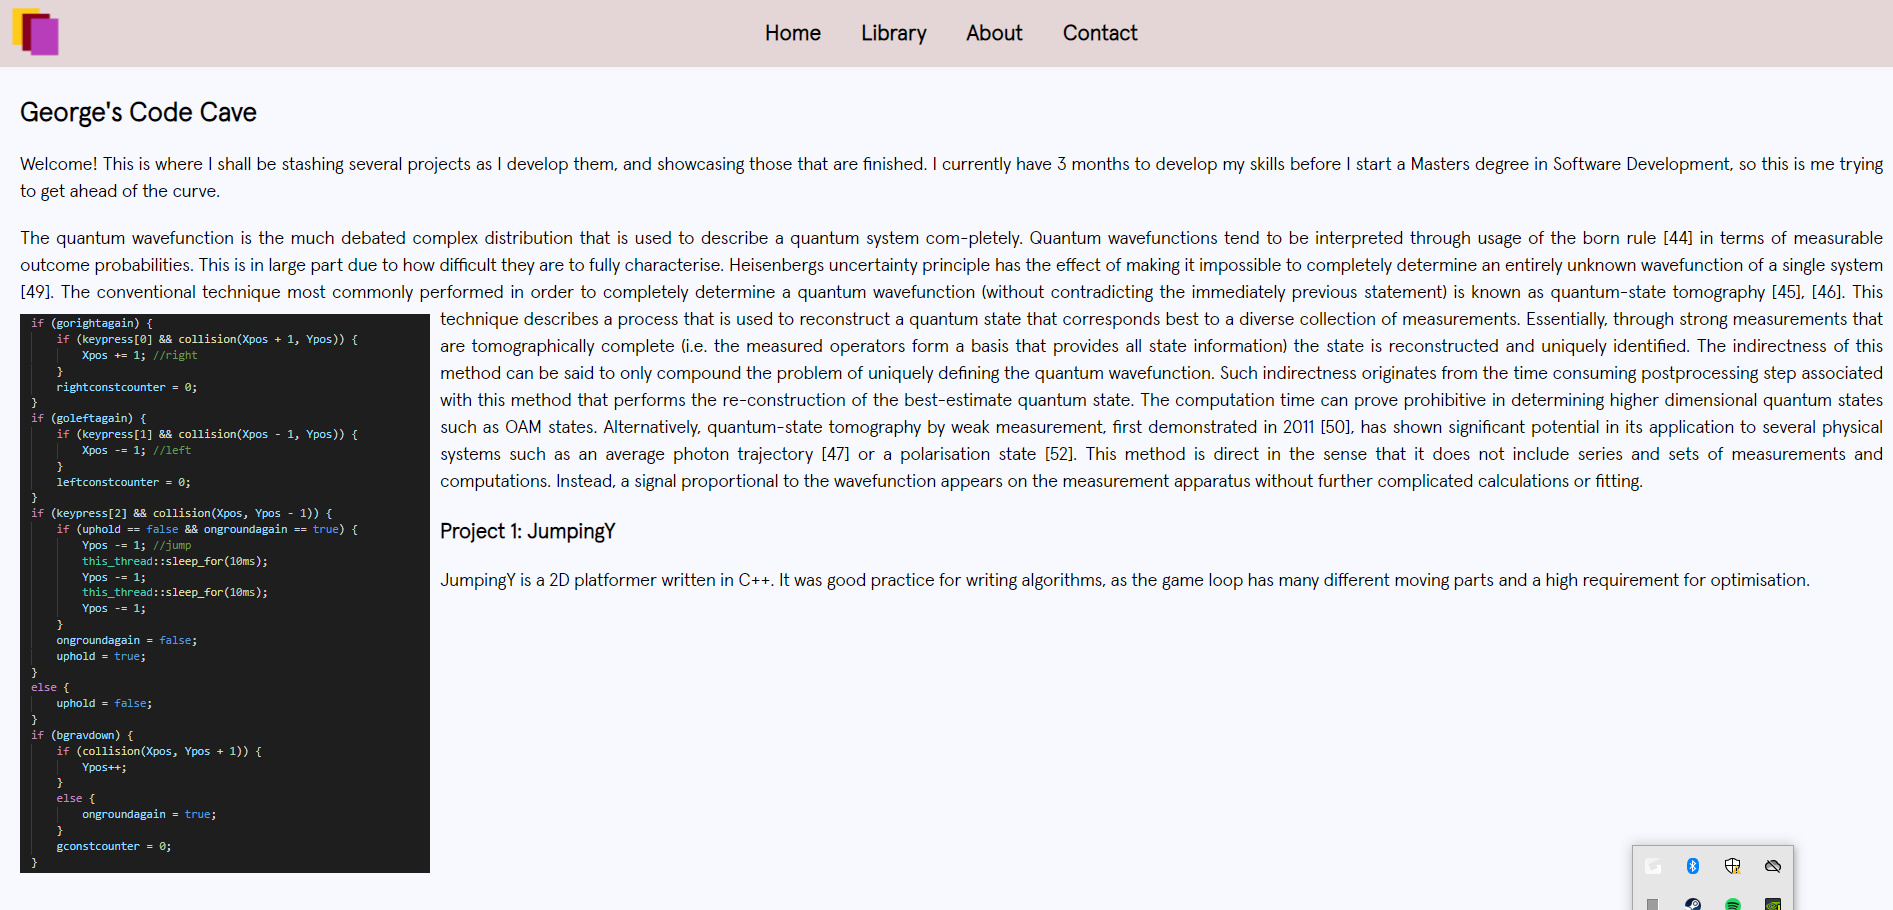 Home Library About Contact
George's Code Cave
Welcome! This is where I shall be stashing several projects as I develop them, and showcasing those that are finished. I currently have 3 months to develop my skills before I start a Masters degree in Software Development, so this is me trying
to get ahead of the curve.
The quantum wavefunction is the much debated complex distribution that is used to describe a quantum system com-pletely. Quantum wavefunctions tend to be interpreted through usage of the born rule [44] in terms of measurable
outcome probabilities. This is in large part due to how difficult they are to fully characterise. Heisenbergs uncertainty principle has the effect of making it impossible to completely determine an entirely unknown wavefunction of a single system
[49]. The conventional technique most commonly performed in order to completely determine a quantum wavefunction (without contradicting the immediately previous statement) is known as quantum-state tomography [45], [46]. This
technique describes a process that is used to reconstruct a quantum state that corresponds best to a diverse collection of measurements. Essentially, through strong measurements that
are tomographically complete (i.e. the measured operators form a basis that provides all state information) the state is reconstructed and uniquely identified. The indirectness of this
method can be said to only compound the problem of uniquely defining the quantum wavefunction. Such indirectness originates from the time consuming postprocessing step associated
with this method that performs the re-construction of the best-estimate quantum state. The computation time can prove prohibitive in determining higher dimensional quantum states
such as OAM states. Alternatively, quantum-state tomography by weak measurement, first demonstrated in 2011 [50], has shown significant potential in its application to several physical
systems such as an average photon trajectory [47] or a polarisation state [52]. This method is direct in the sense that it does not include series and sets of measurements and
computations. Instead, a signal proportional to the wavefunction appears on the measurement apparatus without further complicated calculations or fitting.
if (gorightagain) {
if (keypress[0] && collision(Xpos + 1, Ypos)) {
Xpos += 1; //right
}
rightconstcounter = 0;
}
if (goleftagain) {
if (keypress[1] && collision(Xpos - 1, Ypos)) {
Xpos -= 1; //left
}
leftconstcounter = 0;
}
if (keypress[2] && collision(Xpos, Ypos - 1)) {
if (uphold == false && ongroundagain == true) {
Ypos -= 1; //jump
this_thread::sleep_for(10ms);
Ypos -= 1;
this_thread::sleep_for(10ms);
Ypos -= 1;
}
ongroundagain = false;
uphold = true;
}
else {
uphold = false;
}
if (bgravdown) {
if (collision(Xpos, Ypos + 1)) {
Ypos++;
}
else {
ongroundagain = true;
}
gconstcounter = 0;
}
Project 1: JumpingY
JumpingY is a 2D platformer written in C++. It was good practice for writing algorithms, as the game loop has many different moving parts and a high requirement for optimisation.